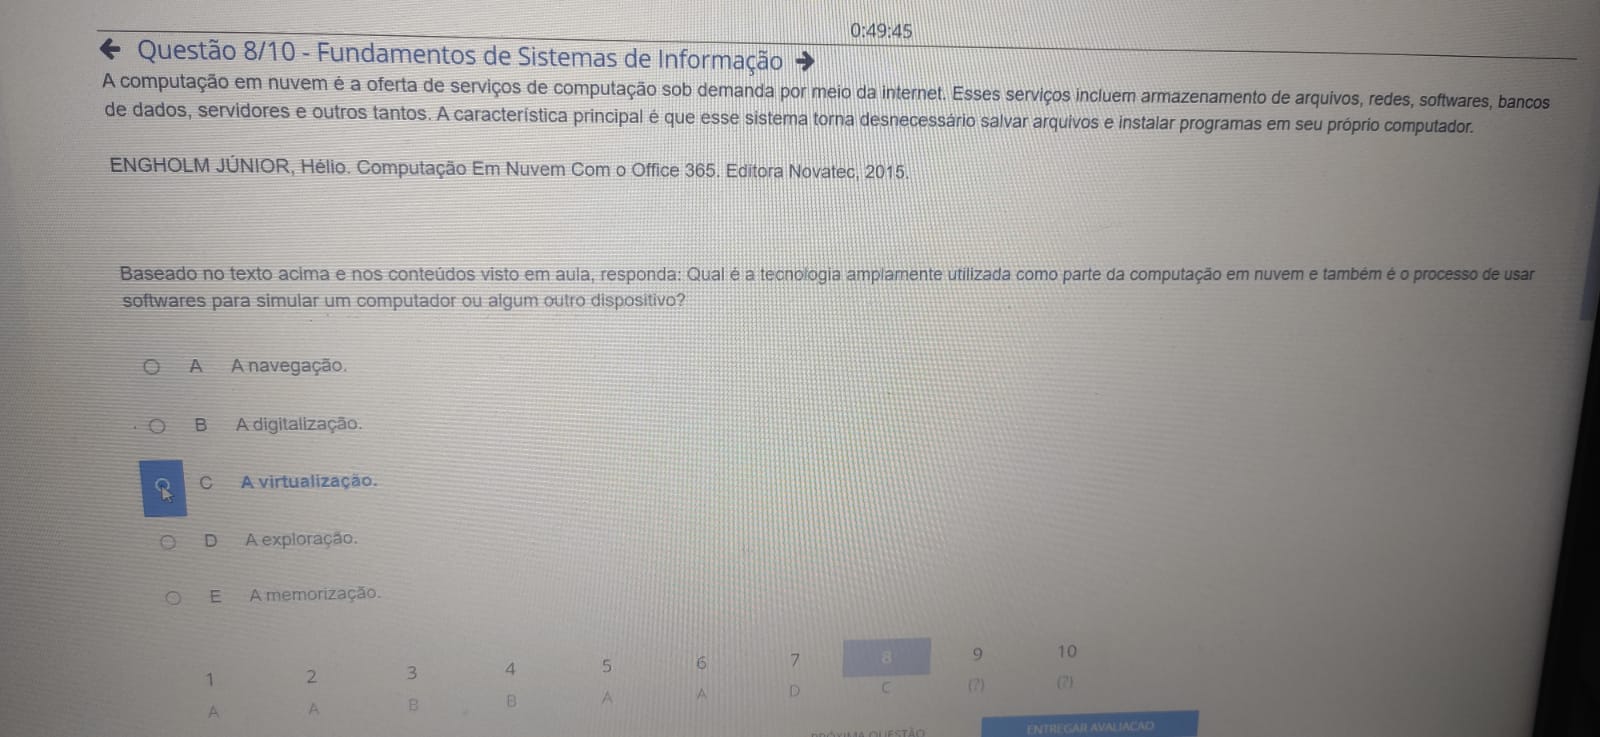 0:49:45
← Questão 8/10 - Fundamentos de Sistemas de Informação →
A computação em nuvem é a oferta de serviços de computação sob demanda por meio da internet. Esses serviços incluem armazenamento de arquivos, redes, softwares, bancos
de dados, servidores e outros tantos. A característica principal é que esse sistema torna desnecessário salvar arquivos e instalar programas em seu próprio computador.
ENGHOLM JÚNIOR, Hélio. Computação Em Nuvem Com o Office 365. Editora Novatec, 2015.
Baseado no texto acima e nos conteúdos visto em aula, responda: Qual é a tecnologia amplamente utilizada como parte da computação em nuvem e também é o processo de usar
softwares para simular um computador ou algum outro dispositivo?
A A navegação.
B A digitalização.
C A virtualização.
D A exploração.
E A memorização.
1 2 3 4 5 6 7 8 9 10
A A B B A A D C (?) (?)
PRÓXIMA QUESTÃO ENTREGAR AVALIACAO